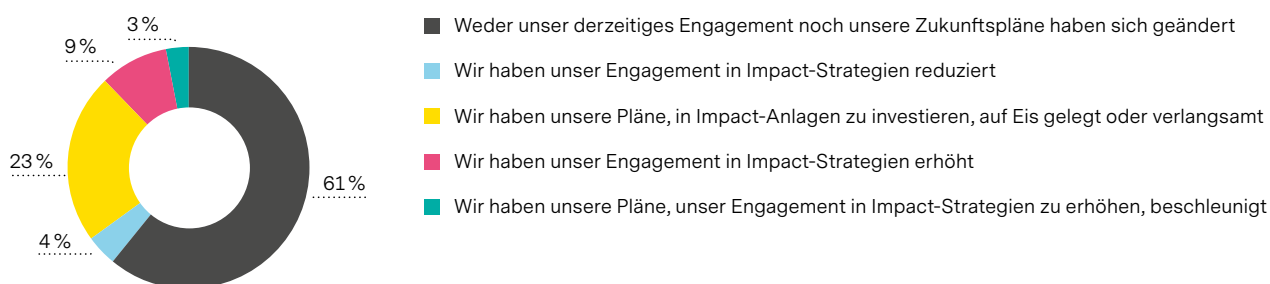 3 %
9 %
23 %
61 %
4 %
Weder unser derzeitiges Engagement noch unsere Zukunftspläne haben sich geändert
Wir haben unser Engagement in Impact-Strategien reduziert
Wir haben unsere Pläne, in Impact-Anlagen zu investieren, auf Eis gelegt oder verlangsamt
Wir haben unser Engagement in Impact-Strategien erhöht
Wir haben unsere Pläne, unser Engagement in Impact-Strategien zu erhöhen, beschleunigt